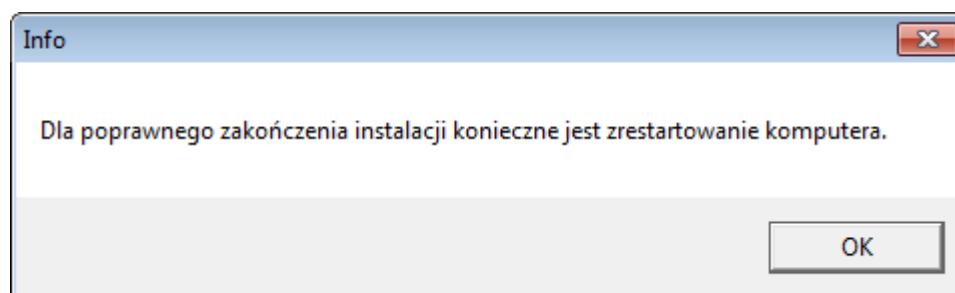 Info
Dla poprawnego zakończenia instalacji konieczne jest zrestartowanie komputera.
OK